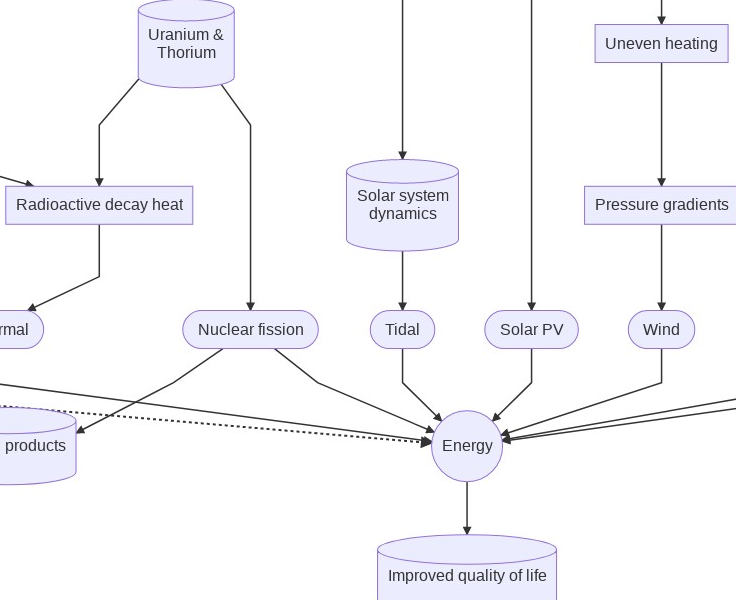 Uranium &
Thorium
Uneven heating
Radioactive decay heat
Solar system
dynamics
Pressure gradients
rmal
Nuclear fission
Tidal
Solar PV
Wind
products
Energy
Improved quality of life